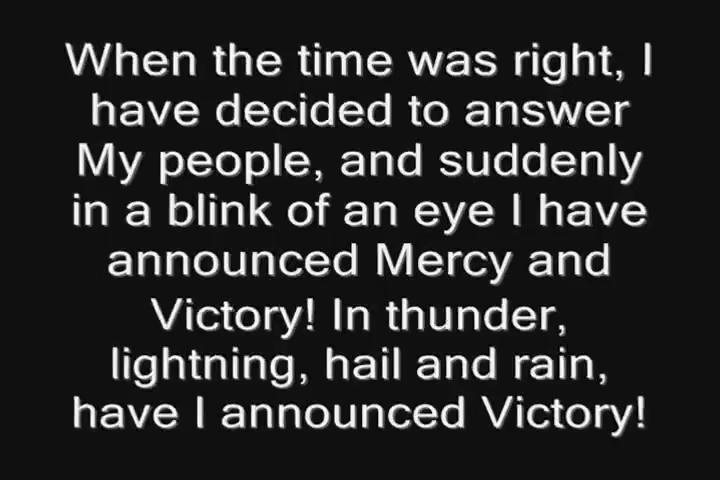 When the time was right, I
have decided to answer
My people, and suddenly
in a blink of an eye I have
announced Mercy and
Victory! In thunder,
lightning, hail and rain,
have I announced Victory!